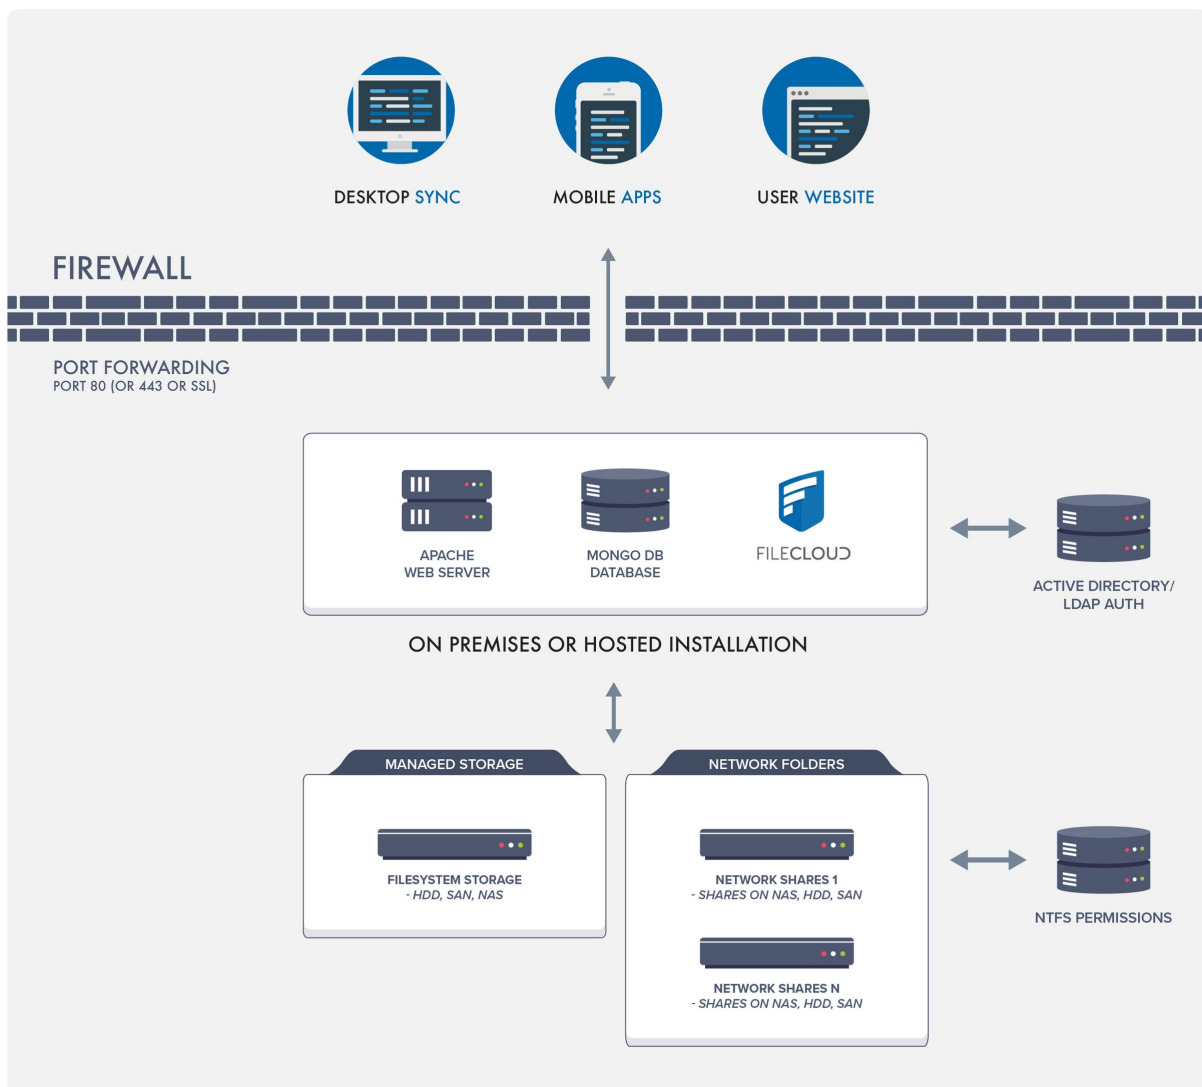 DESKTOP SYNC
MOBILE APPS
USER WEBSITE
FIREWALL
PORT FORWARDING
PORT 80 (OR 443 OR SSL)
APACHE
WEB SERVER
MONGO DB
DATABASE
FILECLOUD
ACTIVE DIRECTORY/
LDAP AUTH
ON PREMISES OR HOSTED INSTALLATION
MANAGED STORAGE
FILESYSTEM STORAGE
- HDD, SAN, NAS
NETWORK FOLDERS
NETWORK SHARES 1
- SHARES ON NAS, HDD, SAN
NETWORK SHARES N
- SHARES ON NAS, HDD, SAN
NTFS PERMISSIONS